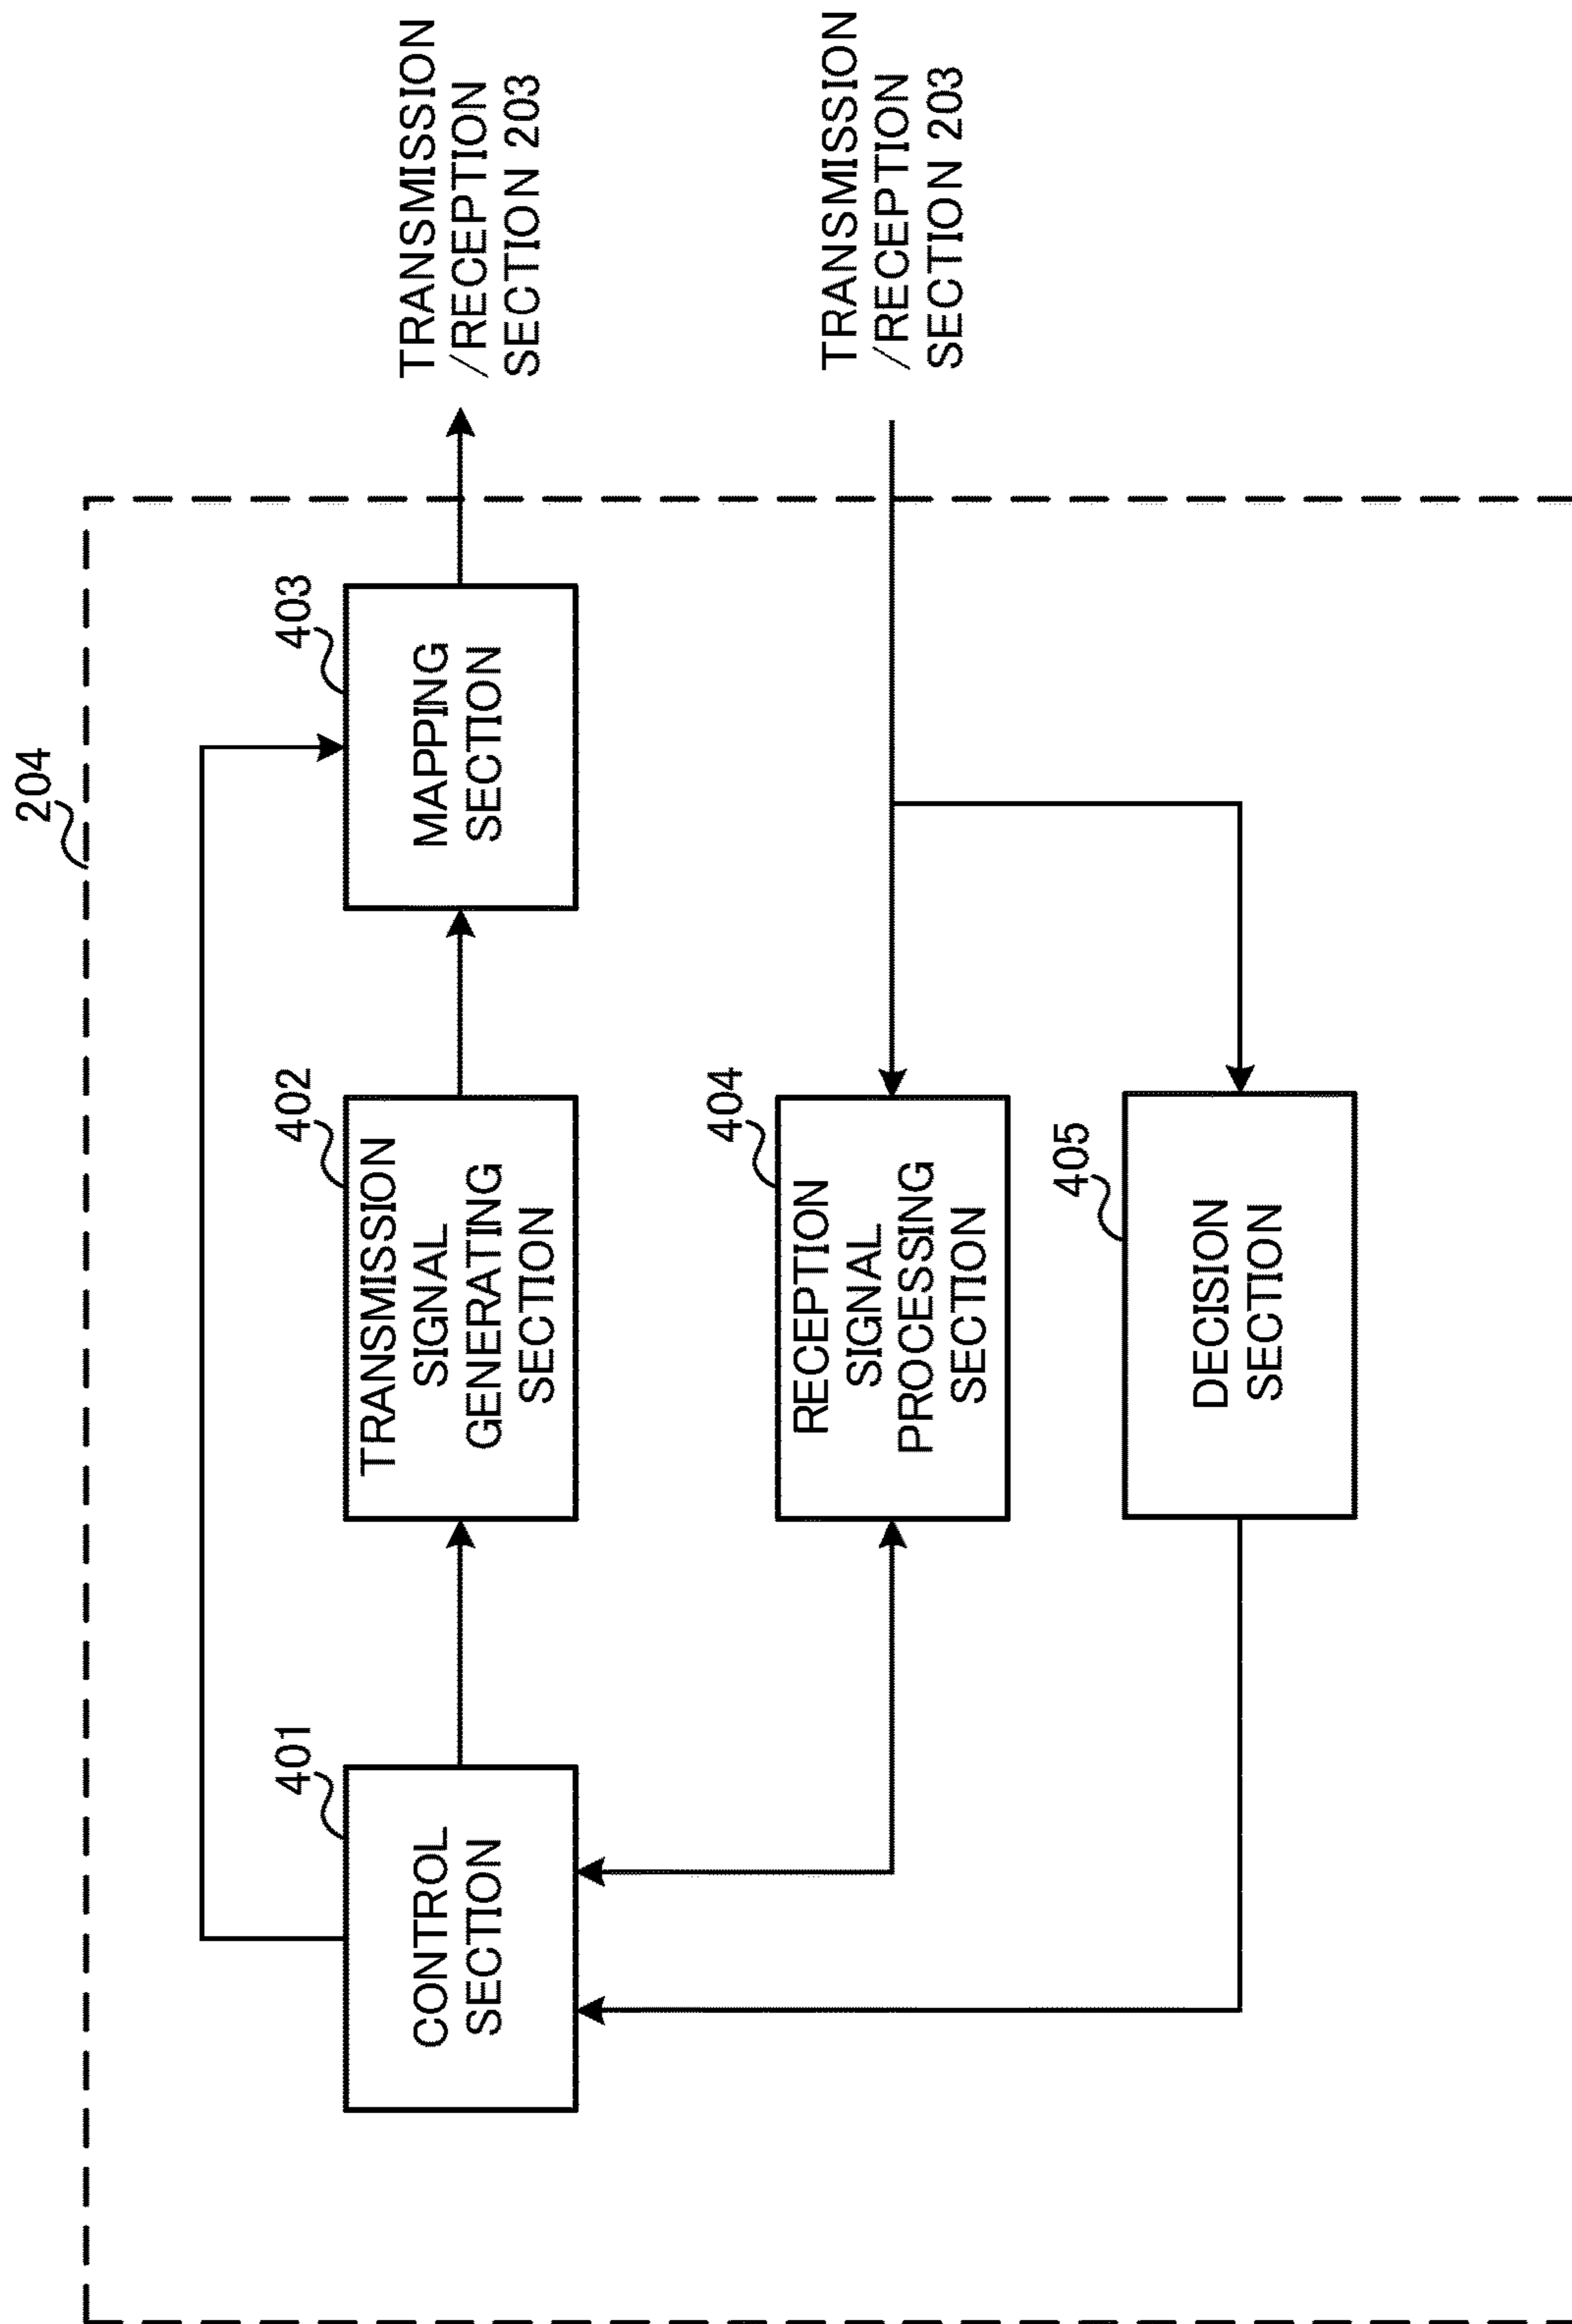 204
401
CONTROL
SECTION
402
TRANSMISSION
SIGNAL
GENERATING
SECTION
403
MAPPING
SECTION
TRANSMISSION
/RECEPTION
SECTION 203
404
RECEPTION
SIGNAL
PROCESSING
SECTION
TRANSMISSION
/RECEPTION
SECTION 203
405
DECISION
SECTION